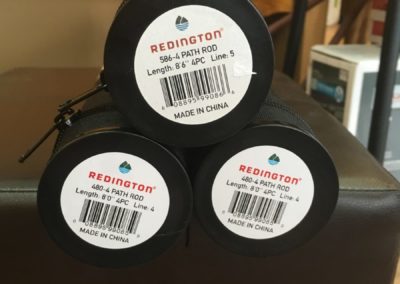 REDINGTON®
586-4 PATH ROD
Length: 8'6" 4PC Line: 5
MADE IN CHINA
REDINGTON®
480-4 PATH ROD
Length: 8'0" 4PC Line: 4
MADE IN CHINA
REDINGTON®
480-4 PATH ROD
Length: 8'0" 4PC Line: 4
MADE IN CHINA